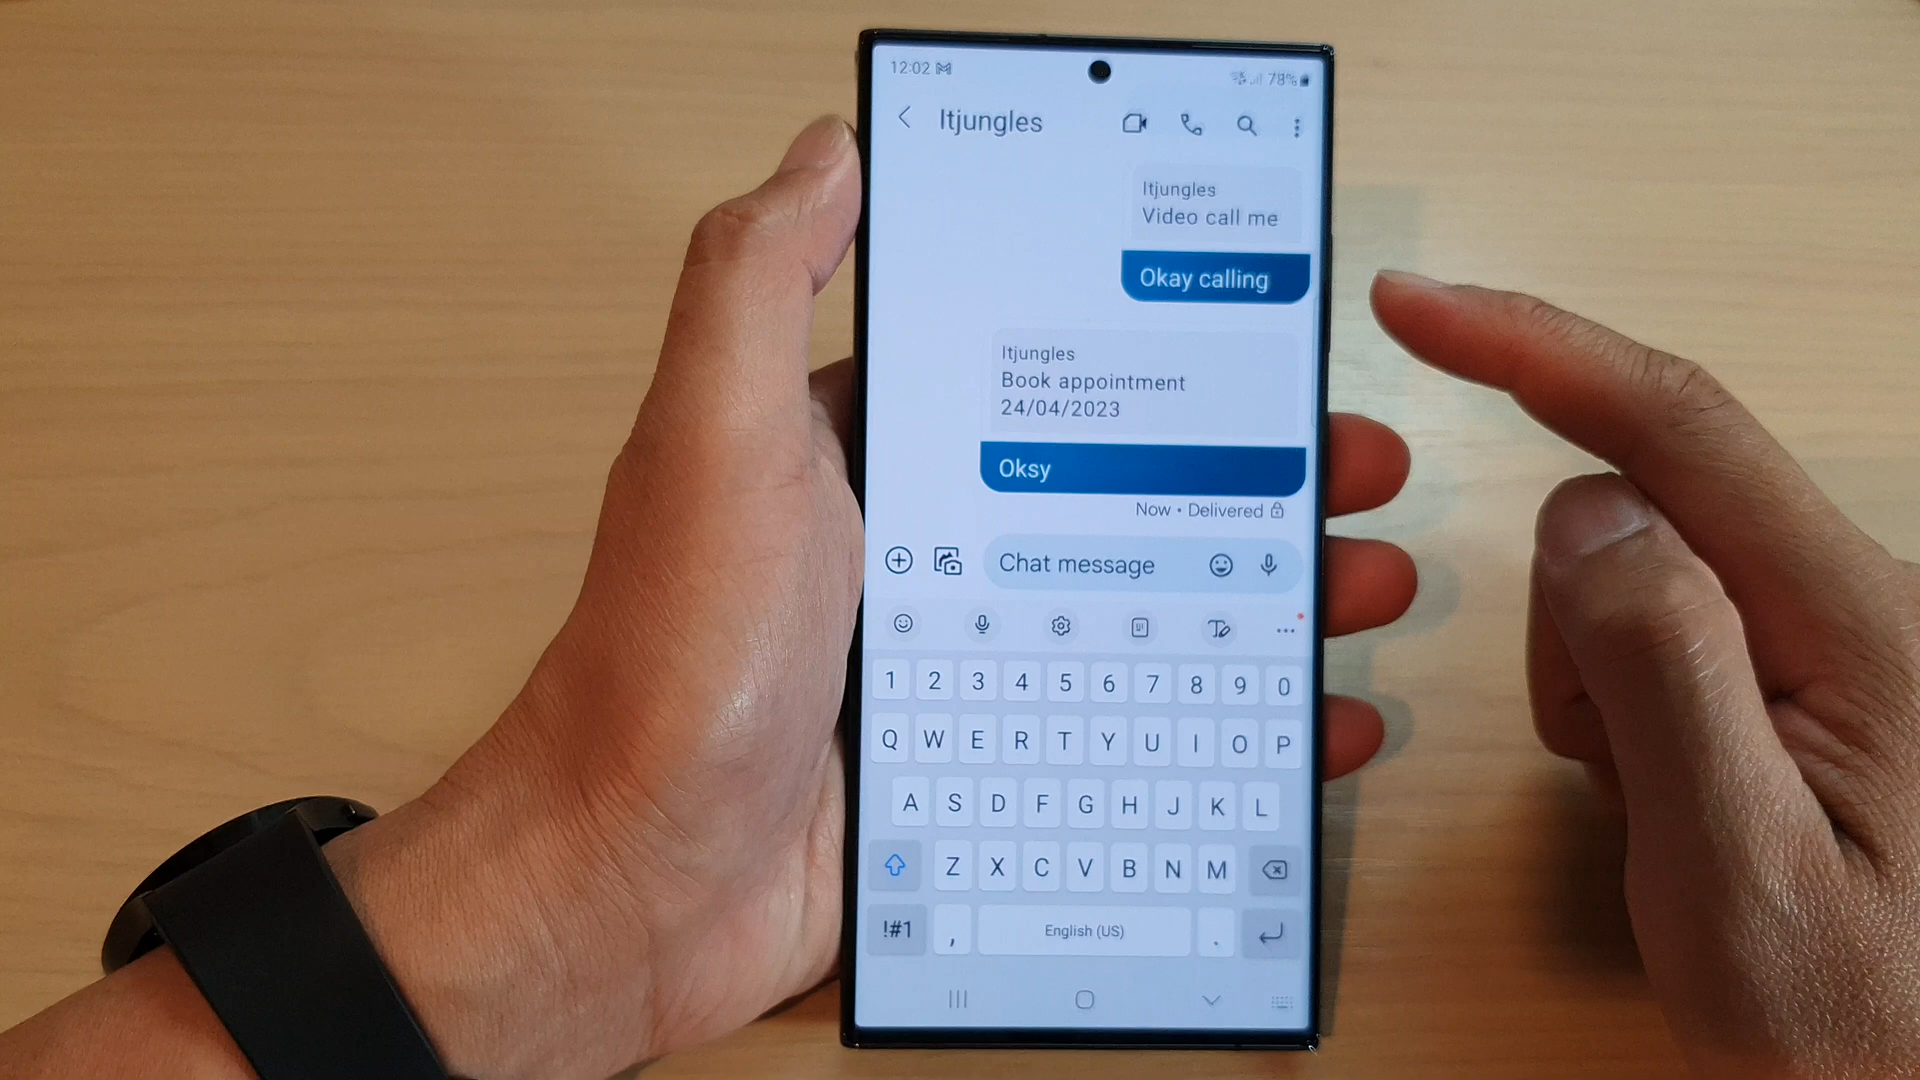 12:02
78%
Itjungles
Itjungles
Video call me
Okay calling
Itjungles
Book appointment
24/04/2023
Oksy
Now • Delivered
Chat message
1 2 3 4 5 6 7 8 9 0
Q W E R T Y U I O P
A S D F G H J K L
Z X C V B N M
!#1 , English (US) .